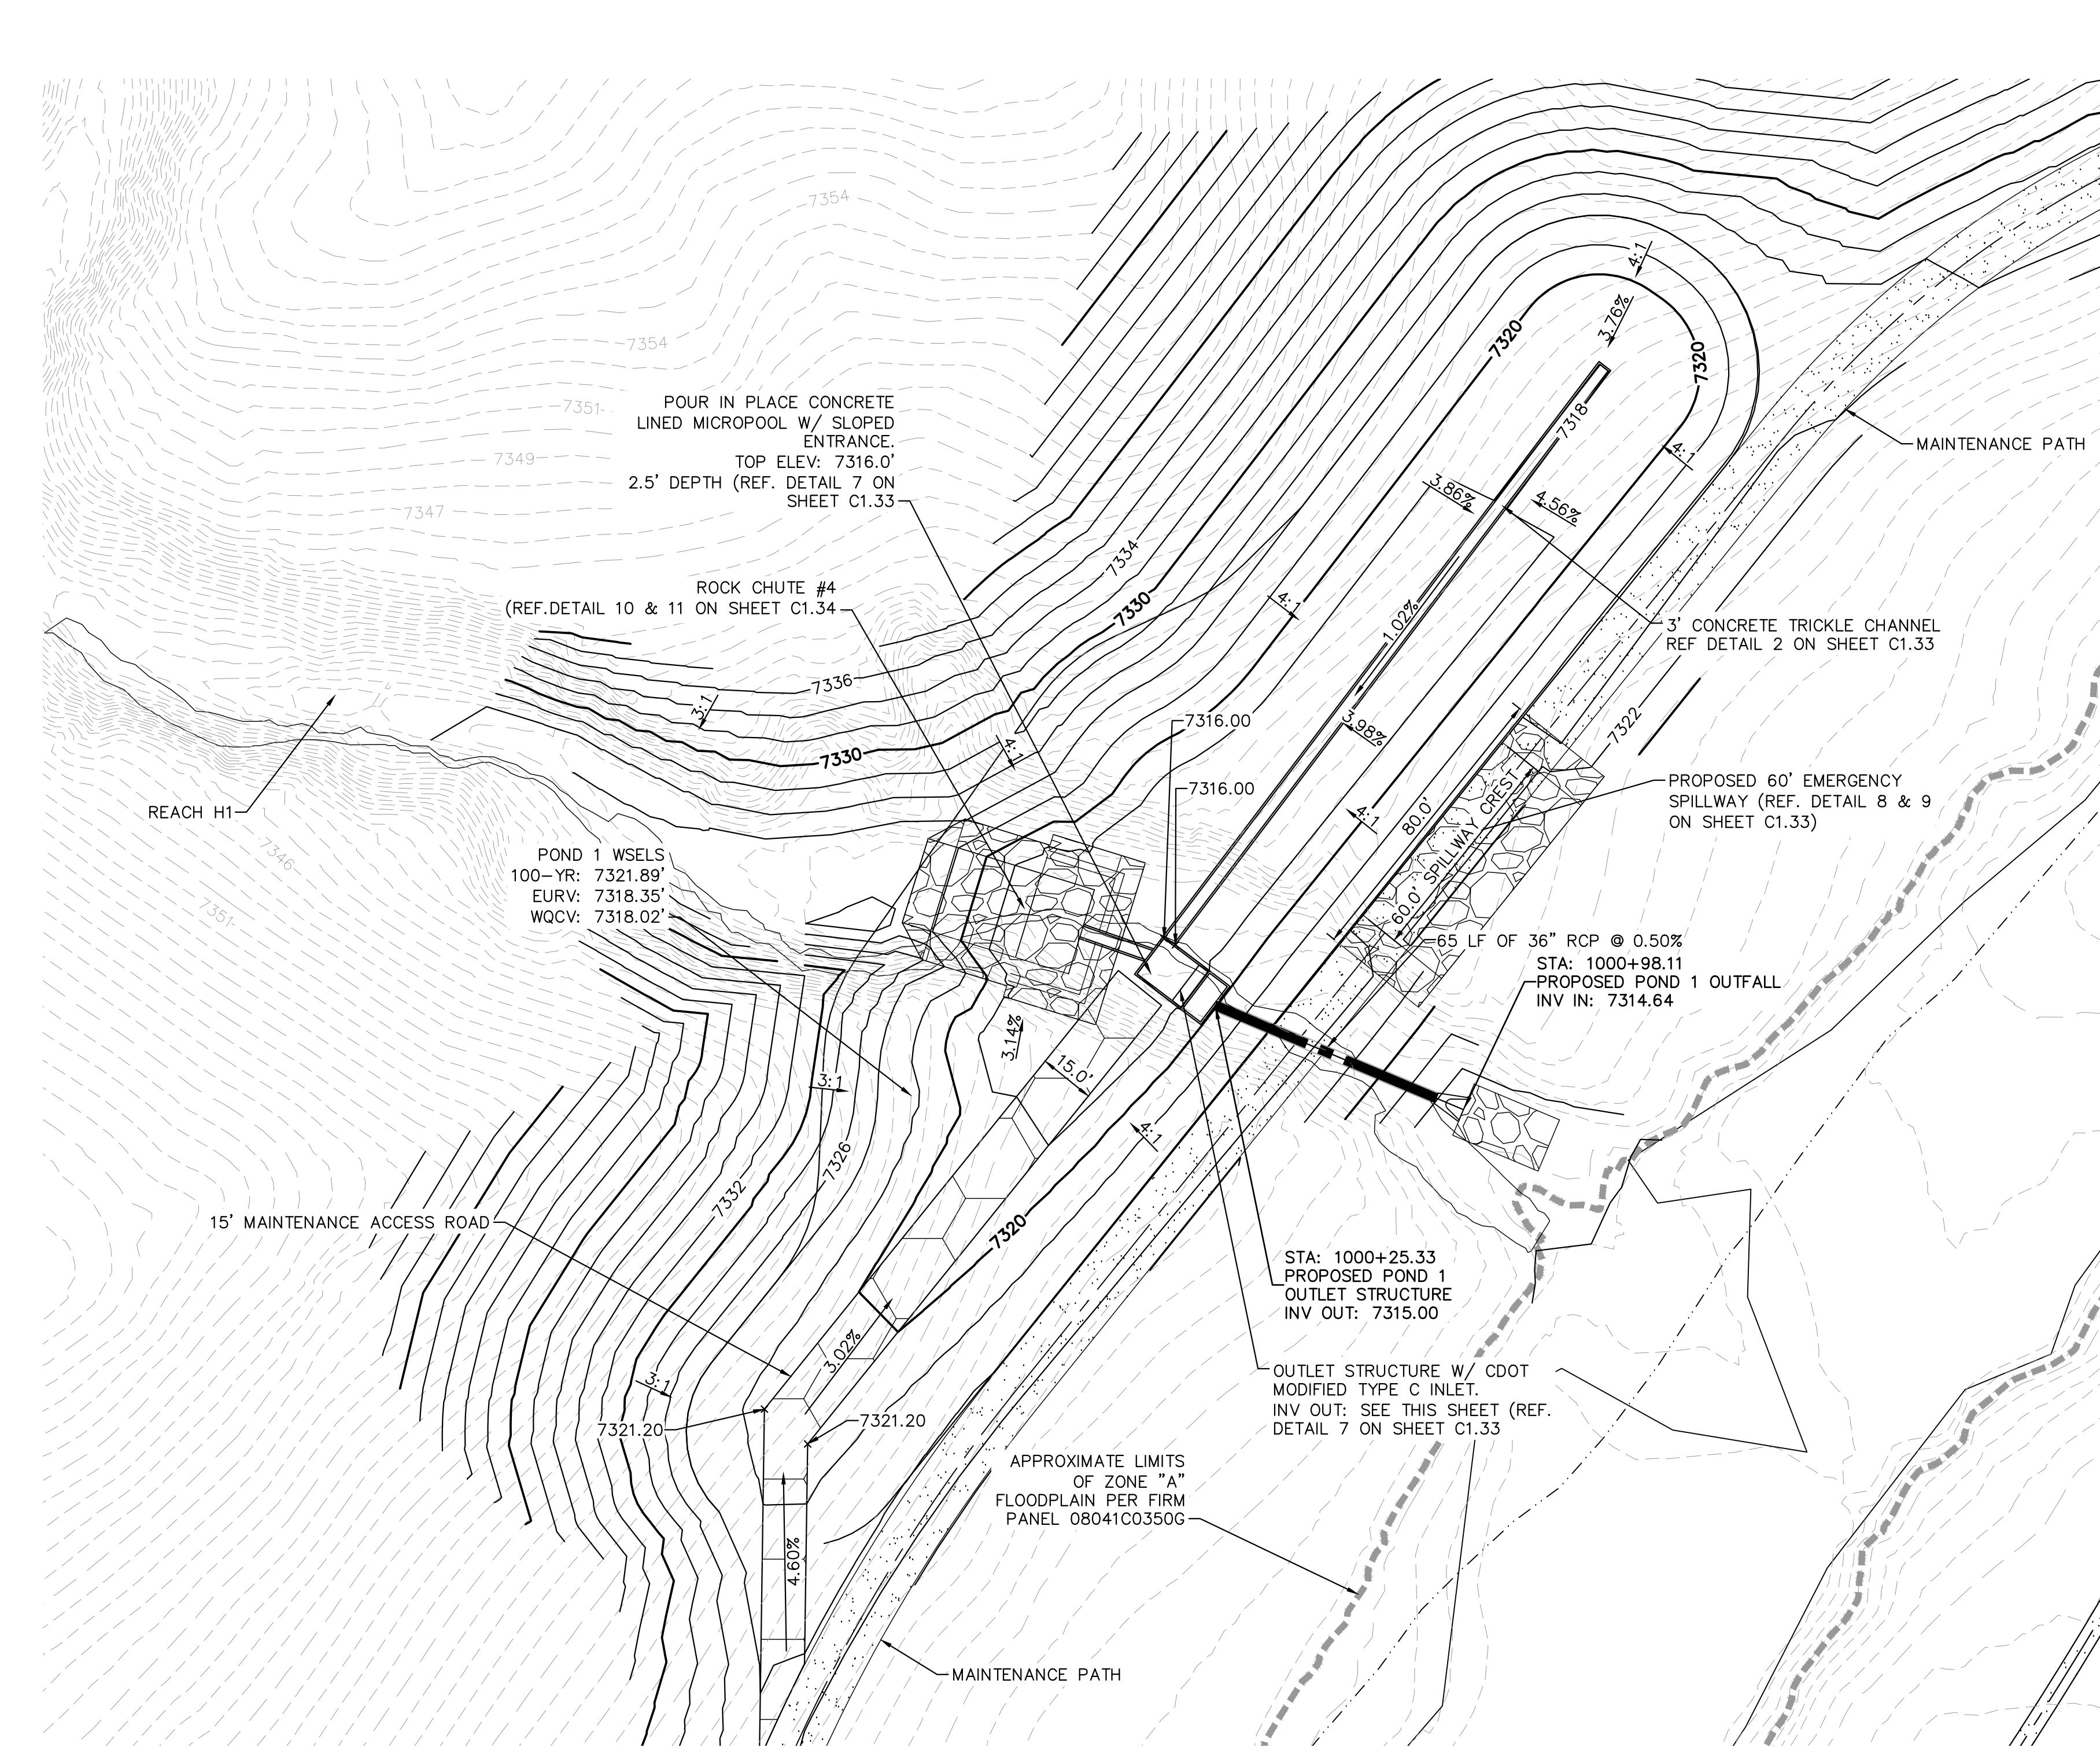 7354
7354
7351
7349
7347
7346
7351
POUR IN PLACE CONCRETE
LINED MICROPOOL W/ SLOPED
ENTRANCE.
TOP ELEV: 7316.0'
2.5' DEPTH (REF. DETAIL 7 ON
SHEET C1.33
ROCK CHUTE #4
(REF.DETAIL 10 & 11 ON SHEET C1.34
REACH H1
POND 1 WSELS
100-YR: 7321.89'
EURV: 7318.35'
WQCV: 7318.02'
7336
3:1
7330
4:1
7334
7330
4:1
7320
4:1
3.76%
7320
7318
4:1
3.86%
4.56%
1.02%
3.98%
7316.00
7316.00
4:1
80.0'
60.0' SPILLWAY CREST
7322
MAINTENANCE PATH
3' CONCRETE TRICKLE CHANNEL
REF DETAIL 2 ON SHEET C1.33
PROPOSED 60' EMERGENCY
SPILLWAY (REF. DETAIL 8 & 9
ON SHEET C1.33)
65 LF OF 36" RCP @ 0.50%
STA: 1000+98.11
PROPOSED POND 1 OUTFALL
INV IN: 7314.64
3.14%
15.0'
3:1
4:1
7326
7332
7320
15' MAINTENANCE ACCESS ROAD
3.02%
3:1
7321.20
7321.20
4.60%
STA: 1000+25.33
PROPOSED POND 1
OUTLET STRUCTURE
INV OUT: 7315.00
OUTLET STRUCTURE W/ CDOT
MODIFIED TYPE C INLET.
INV OUT: SEE THIS SHEET (REF.
DETAIL 7 ON SHEET C1.33
APPROXIMATE LIMITS
OF ZONE "A"
FLOODPLAIN PER FIRM
PANEL 08041C0350G
MAINTENANCE PATH